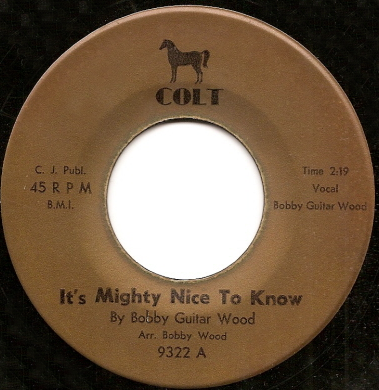 COLT
C. J. Publ.
45 R P M
B.M.I.
Time 2:19
Vocal
Bobby Guitar Wood
It's Mighty Nice To Know
By Bobby Guitar Wood
Arr. Bobby Wood
9322 A